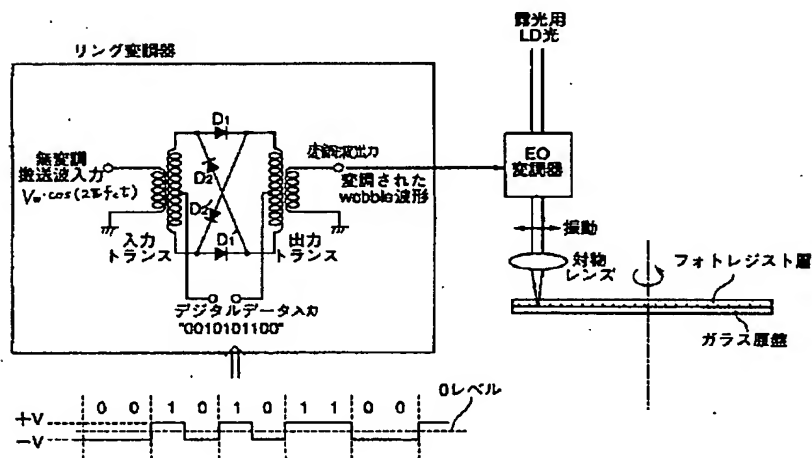 リング変調器
露光用
LD光
D1
D2
D2
D1
無変調
搬送波入力
Vw·cos(2πfct)
変調波出力
変調された
wobble波形
EO
変調器
振動
対物
レンズ
フォトレジスト層
ガラス原盤
入力
トランス
出力
トランス
デジタルデータ入力
"0010101100"
0 0 1 0 1 0 1 1 0 0
0レベル
+V
-V